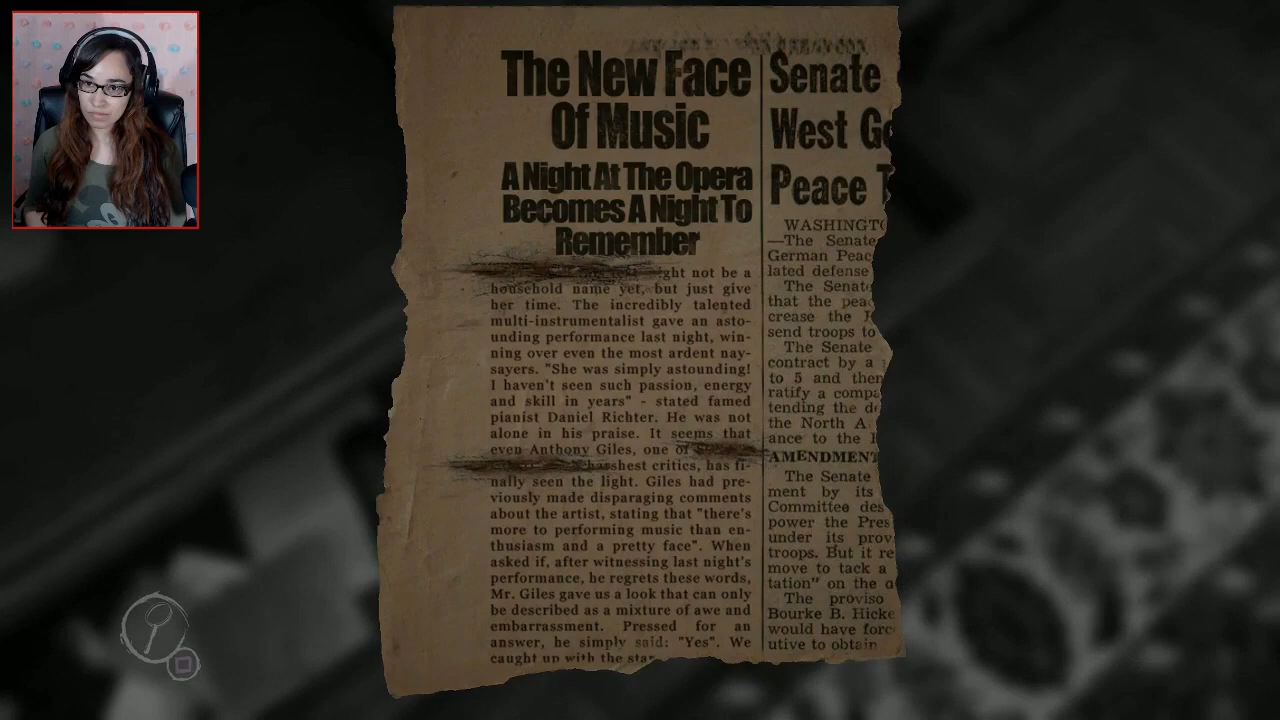 The New Face
Of Music
A Night At The Opera
Becomes A Night To
Remember
ght not be a
household name yet, but just give
her time. The incredibly talented
multi-instrumentalist gave an asto-
unding performance last night, win-
ning over even the most ardent nay-
sayers. "She was simply astounding!
I haven't seen such passion, energy
and skill in years" - stated famed
pianist Daniel Richter. He was not
alone in his praise. It seems that
even Anthony Giles, one of
harshest critics, has fi-
nally seen the light. Giles had pre-
viously made disparaging comments
about the artist, stating that "there's
more to performing music than en-
thusiasm and a pretty face". When
asked if, after witnessing last night's
performance, he regrets these words,
Mr. Giles gave us a look that can only
be described as a mixture of awe and
embarrassment. Pressed for an
answer, he simply said: "Yes". We
caught up with the star
Senate
West Ge
Peace T
WASHINGTO
—The Senate
German Peac
lated defense
The Senate
that the peac
crease the
send troops to
The Senate
contract by a
to 5 and then
ratify a compa
tending the de
the North A
ance to the
AMENDMENT
The Senate
ment by its
Committee des
power the Pres
under its prov
troops. But it re
move to tack a
tation" on the a
The proviso
Bourke B. Hicke
would have forc
utive to obtain